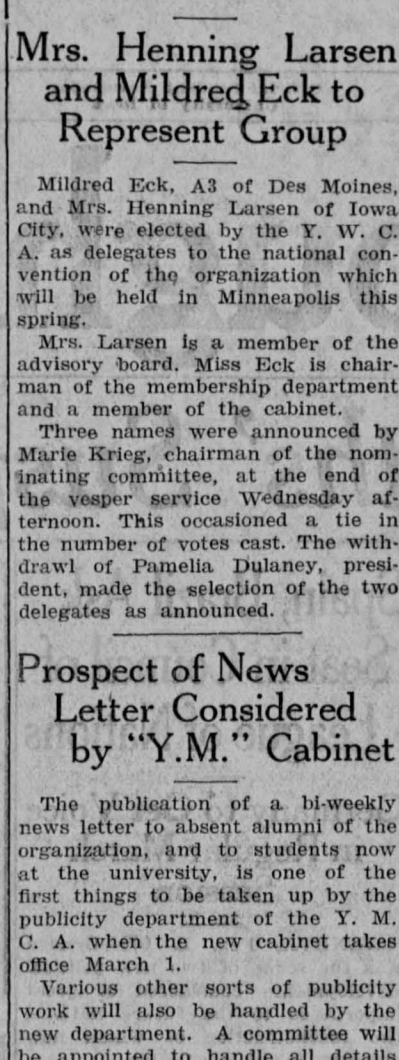 Mrs. Henning Larsen
and Mildred Eck to
Represent Group
Mildred Eck, A3 of Des Moines,
and Mrs. Henning Larsen of Iowa
City, were elected by the Y. W. C.
A. as delegates to the national con-
vention of the organization which
will be held in Minneapolis this
spring.
Mrs. Larsen is a member of the
advisory board. Miss Eck is chair-
man of the membership department
and a member of the cabinet.
Three names were announced by
Marie Krieg, chairman of the nom-
inating committee, at the end of
the vesper service Wednesday af-
ternoon. This occasioned a tie in
the number of votes cast. The with-
drawl of Pamelia Dulaney, presi-
dent, made the selection of the two
delegates as announced.
Prospect of News
Letter Considered
by "Y.M." Cabinet
The publication of a bi-weekly
news letter to absent alumni of the
organization, and to students now
at the university, is one of the
first things to be taken up by the
publicity department of the Y. M.
C. A. when the new cabinet takes
office March 1.
Various other sorts of publicity
work will also be handled by the
new department. A committee will
be appointed to handle all details